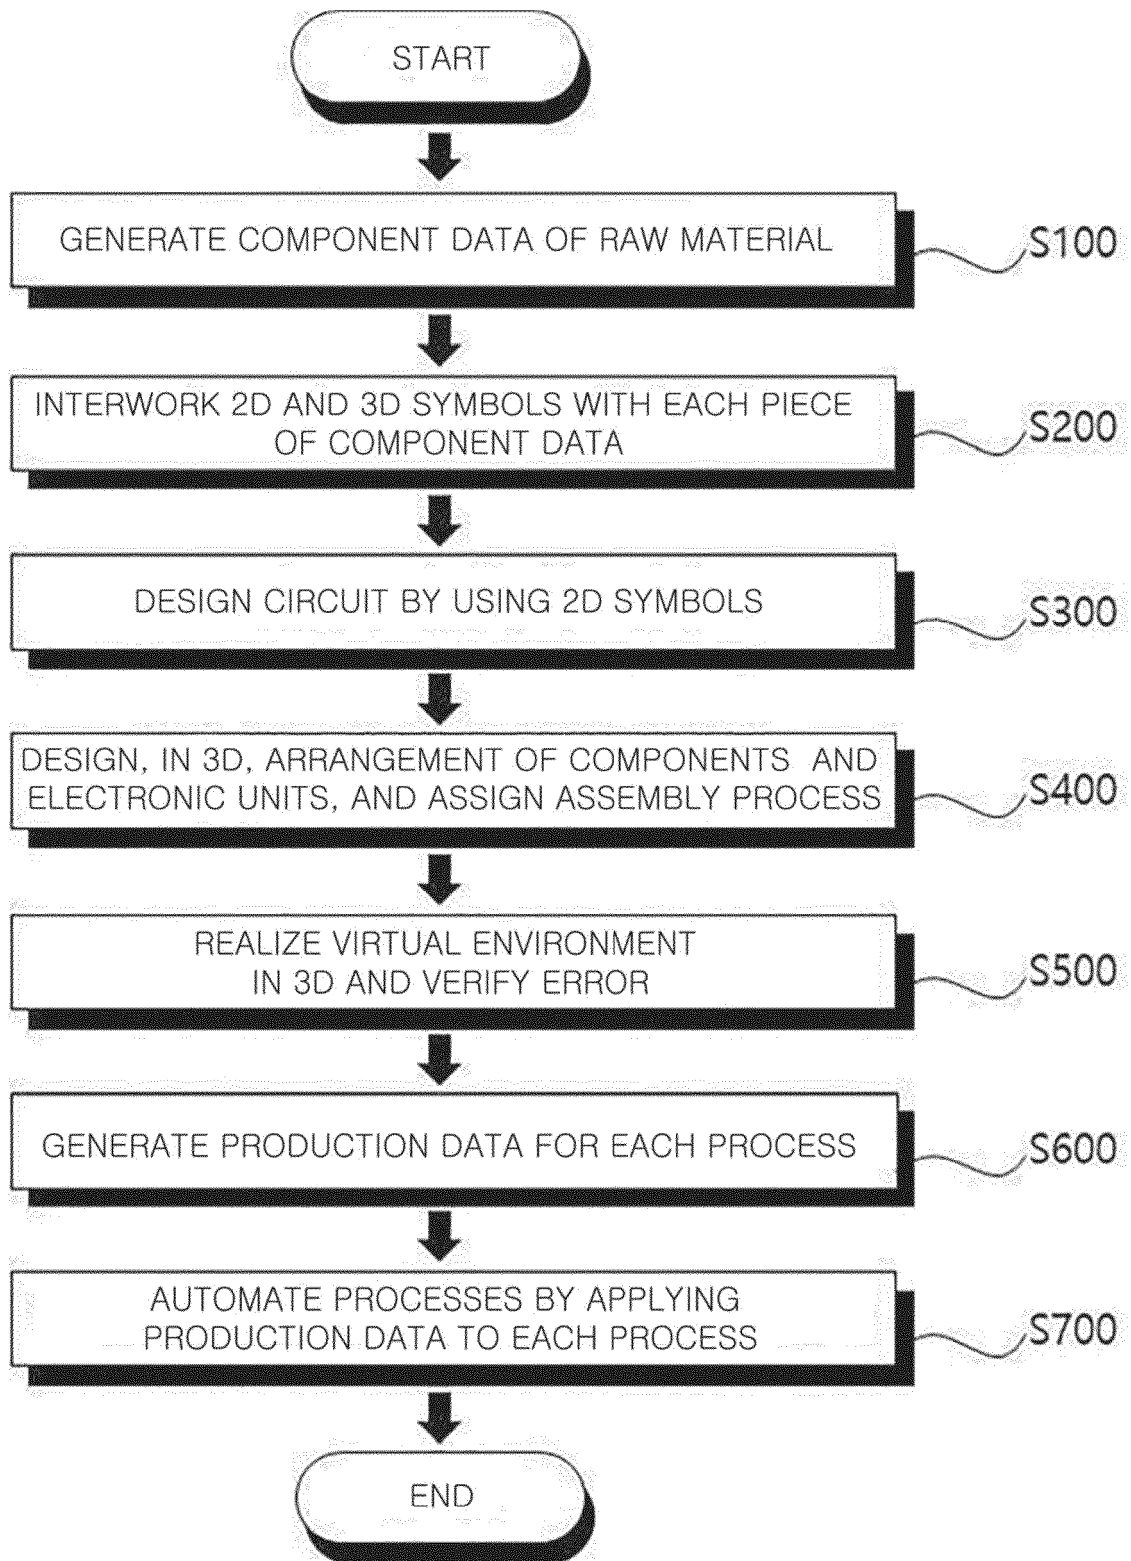 START
GENERATE COMPONENT DATA OF RAW MATERIAL
S100
INTERWORK 2D AND 3D SYMBOLS WITH EACH PIECE
OF COMPONENT DATA
S200
DESIGN CIRCUIT BY USING 2D SYMBOLS
S300
DESIGN, IN 3D, ARRANGEMENT OF COMPONENTS AND
ELECTRONIC UNITS, AND ASSIGN ASSEMBLY PROCESS
S400
REALIZE VIRTUAL ENVIRONMENT
IN 3D AND VERIFY ERROR
S500
GENERATE PRODUCTION DATA FOR EACH PROCESS
S600
AUTOMATE PROCESSES BY APPLYING
PRODUCTION DATA TO EACH PROCESS
S700
END